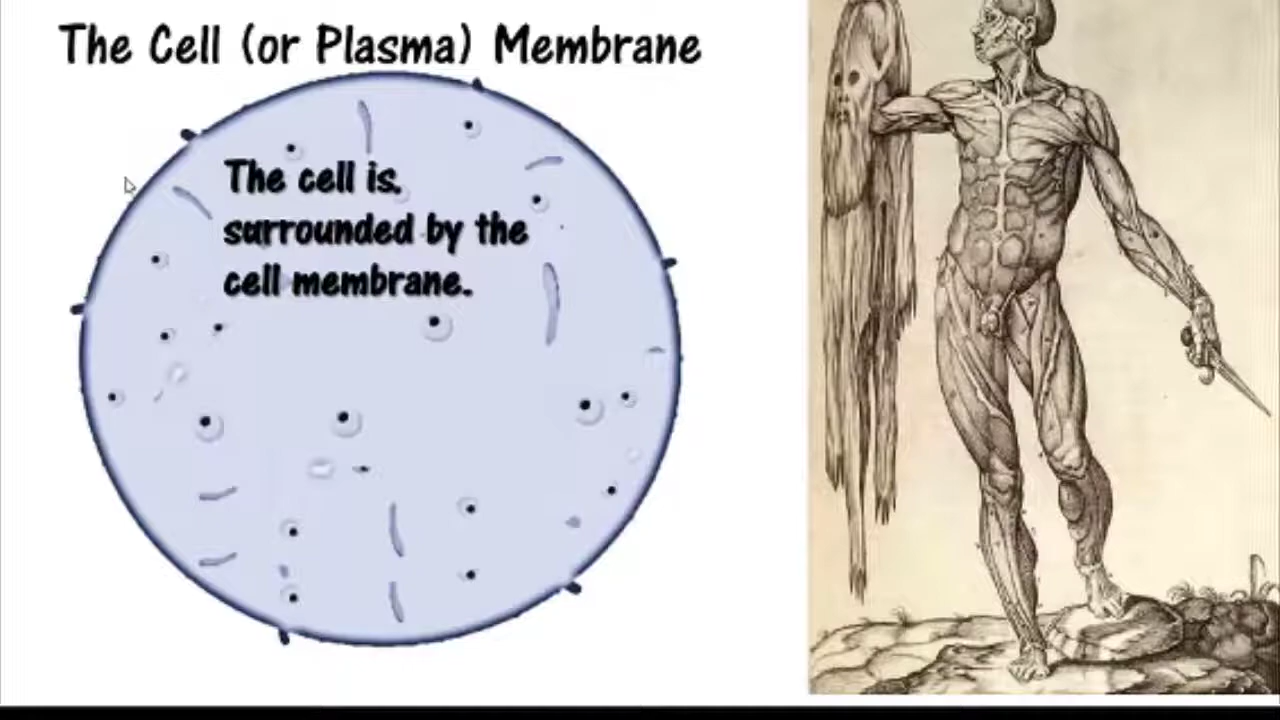 The Cell (or Plasma) Membrane
The cell is.
surrounded by the
cell membrane.